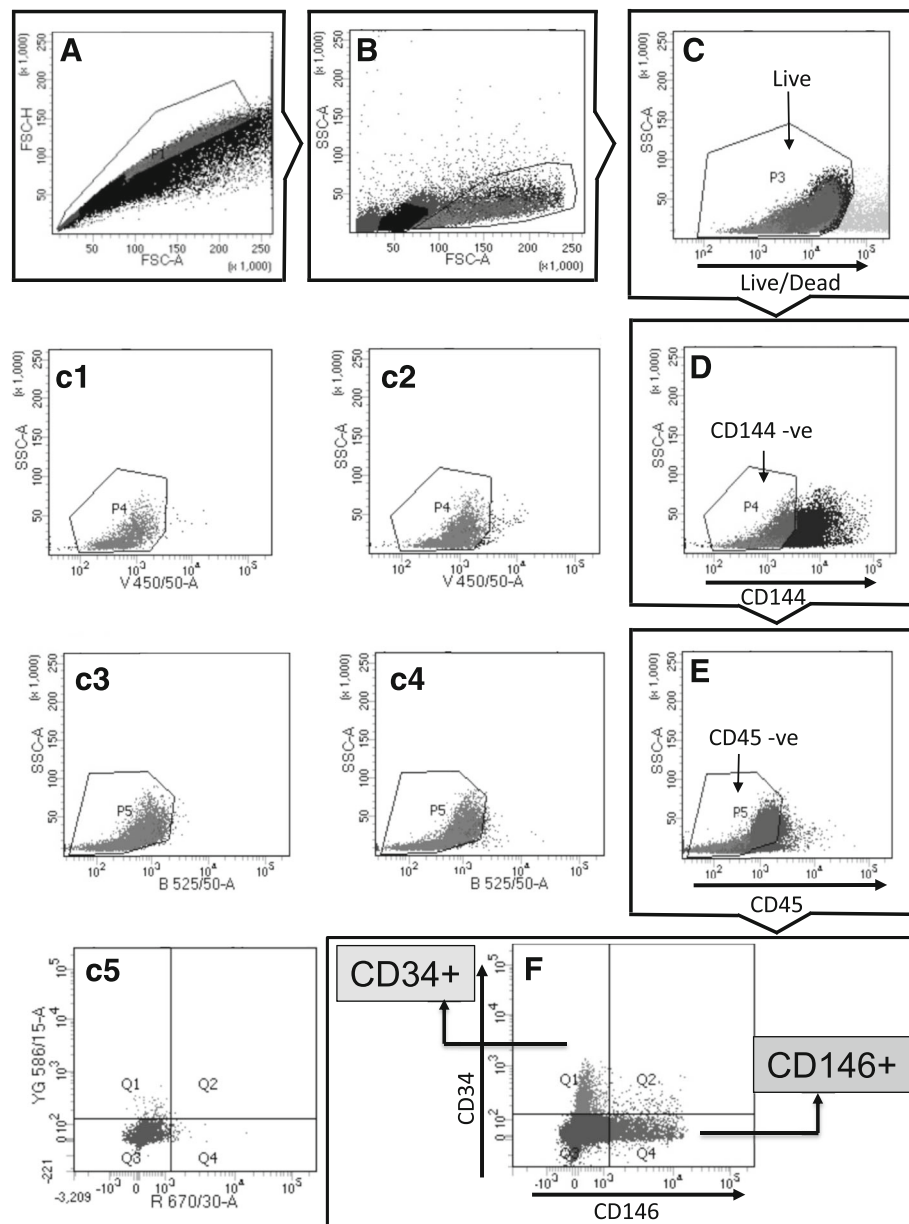 A
(x 1,000)
FSC-H
250
200
150
100
50
P1
50 100 150 200 250
FSC-A
(x 1,000)
B
(x 1,000)
SSC-A
250
200
150
100
50
50 100 150 200 250
FSC-A
(x 1,000)
C
(x 1,000)
SSC-A
250
200
150
100
50
Live
P3
10² 10³ 10⁴ 10⁵
Live/Dead
c1
(x 1,000)
SSC-A
250
200
150
100
50
P4
10² 10³ 10⁴ 10⁵
V 450/50-A
c2
(x 1,000)
SSC-A
250
200
150
100
50
P4
10² 10³ 10⁴ 10⁵
V 450/50-A
D
(x 1,000)
SSC-A
250
200
150
100
50
CD144 -ve
P4
10² 10³ 10⁴ 10⁵
CD144
c3
(x 1,000)
SSC-A
250
200
150
100
50
P5
10² 10³ 10⁴ 10⁵
B 525/50-A
c4
(x 1,000)
SSC-A
250
200
150
100
50
P5
10² 10³ 10⁴ 10⁵
B 525/50-A
E
(x 1,000)
SSC-A
250
200
150
100
50
CD45 -ve
P5
10² 10³ 10⁴ 10⁵
CD45
c5
YG 586/15-A
10⁵
10⁴
10³
10²
0
-221
Q1 Q2
Q3 Q4
-3,209
-10³ 0 10³ 10⁴ 10⁵
R 670/30-A
CD34+
F
CD34
10⁵
10⁴
10³
10²
0
Q1 Q2
Q3 Q4
CD146+
-10³ 0 10³ 10⁴ 10⁵
CD146